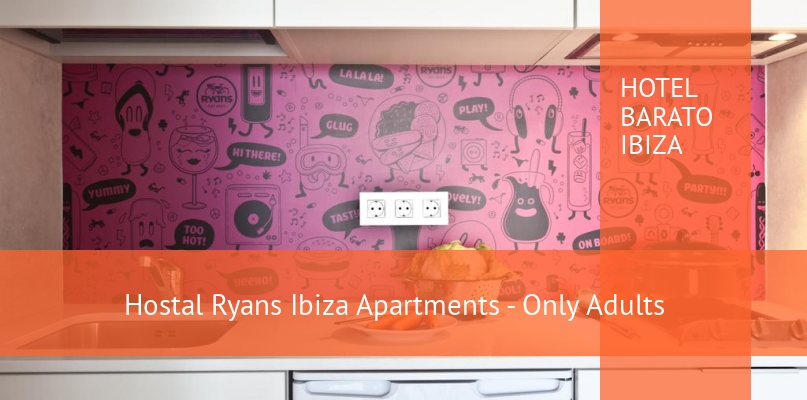 LA LA LA!
RYANS
RYANS
PLAY!
GLUG
HI THERE!
YUMMY
TASTY
LOVELY!
PARTY!!!
RYANS
TOO
HOT!
ON BOARD!
HOTEL
BARATO
IBIZA
Hostal Ryans Ibiza Apartments - Only Adults